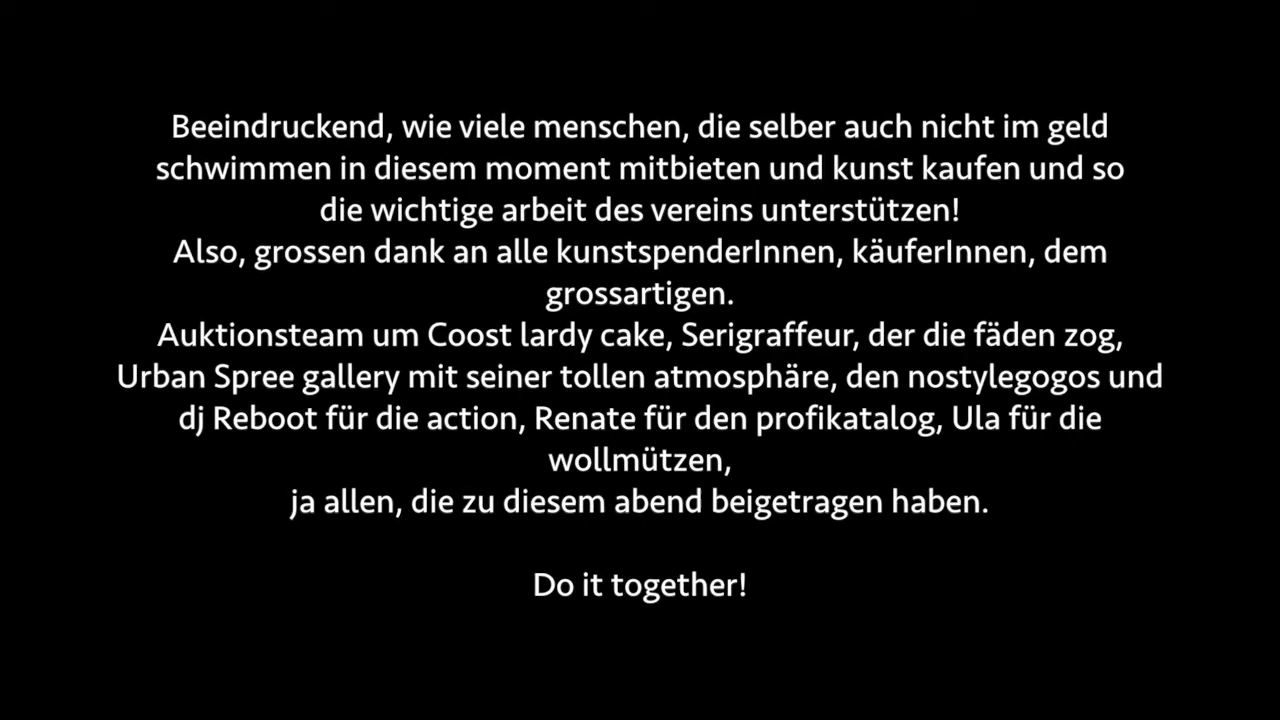 Beeindruckend, wie viele menschen, die selber auch nicht im geld
schwimmen in diesem moment mitbieten und kunst kaufen und so
die wichtige arbeit des vereins unterstützen!
Also, grossen dank an alle kunstspenderInnen, käuferInnen, dem
grossartigen.
Auktionsteam um Coost lardy cake, Serigraffeur, der die fäden zog,
Urban Spree gallery mit seiner tollen atmosphäre, den nostylegogos und
dj Reboot für die action, Renate für den profikatalog, Ula für die
wollmützen,
ja allen, die zu diesem abend beigetragen haben.
Do it together!